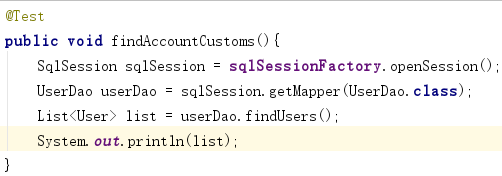 @Test
public void findAccountCustoms(){
SqlSession sqlSession = sqlSessionFactory.openSession();
UserDao userDao = sqlSession.getMapper(UserDao.class);
List<User> list = userDao.findUsers();
System.out.println(list);
}